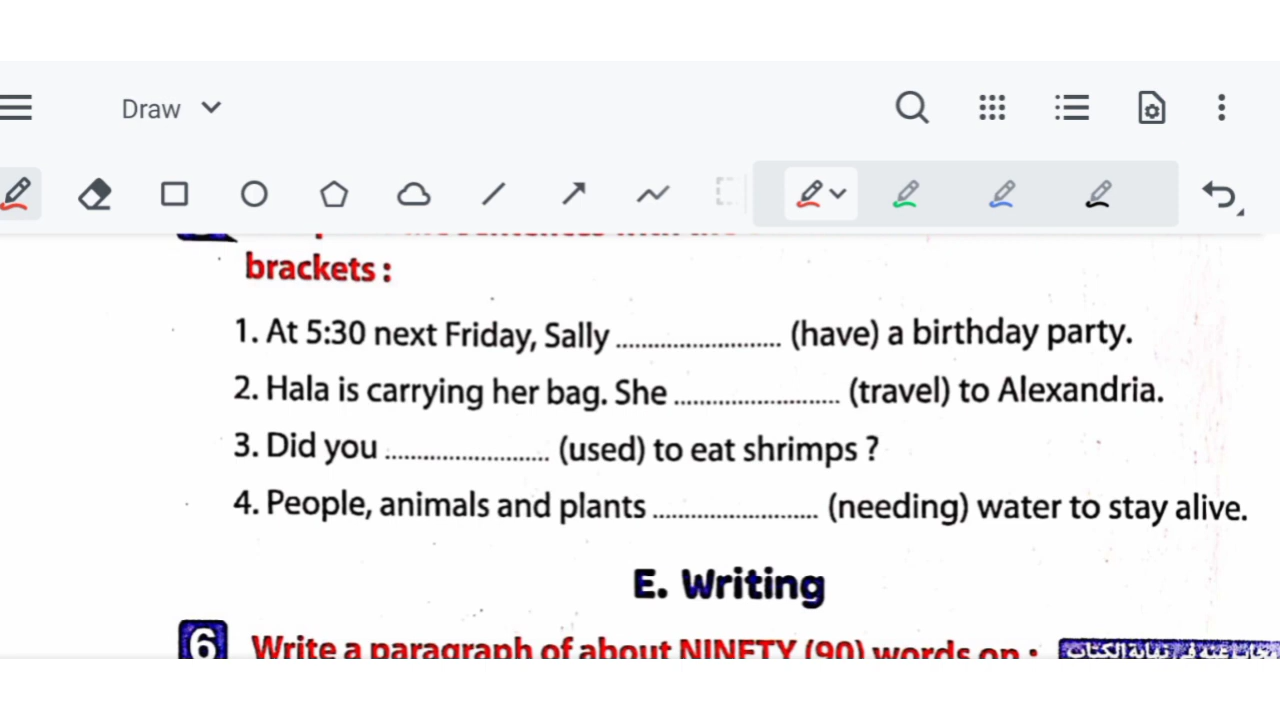 Draw
brackets :
1. At 5:30 next Friday, Sally .......................... (have) a birthday party.
2. Hala is carrying her bag. She .......................... (travel) to Alexandria.
3. Did you .......................... (used) to eat shrimps ?
4. People, animals and plants .......................... (needing) water to stay alive.
E. Writing
6 Write a paragraph of about NINETY (90) words on :